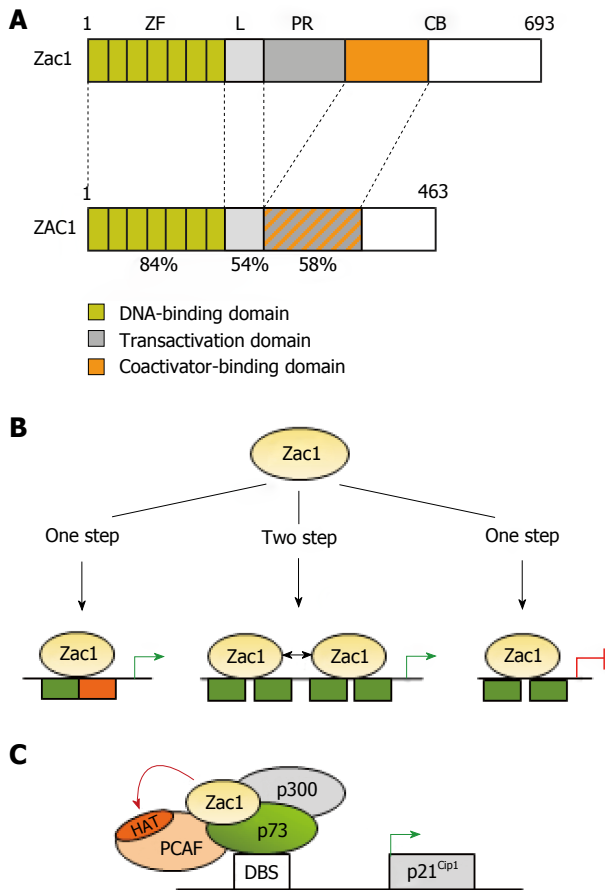 A
1 ZF L PR CB 693
Zac1
1 463
ZAC1
84% 54% 58%
DNA-binding domain
Transactivation domain
Coactivator-binding domain
B
Zac1
One step Two step One step
Zac1 Zac1 Zac1 Zac1
C
p300
Zac1
HAT p73
PCAF
DBS p21Cip1